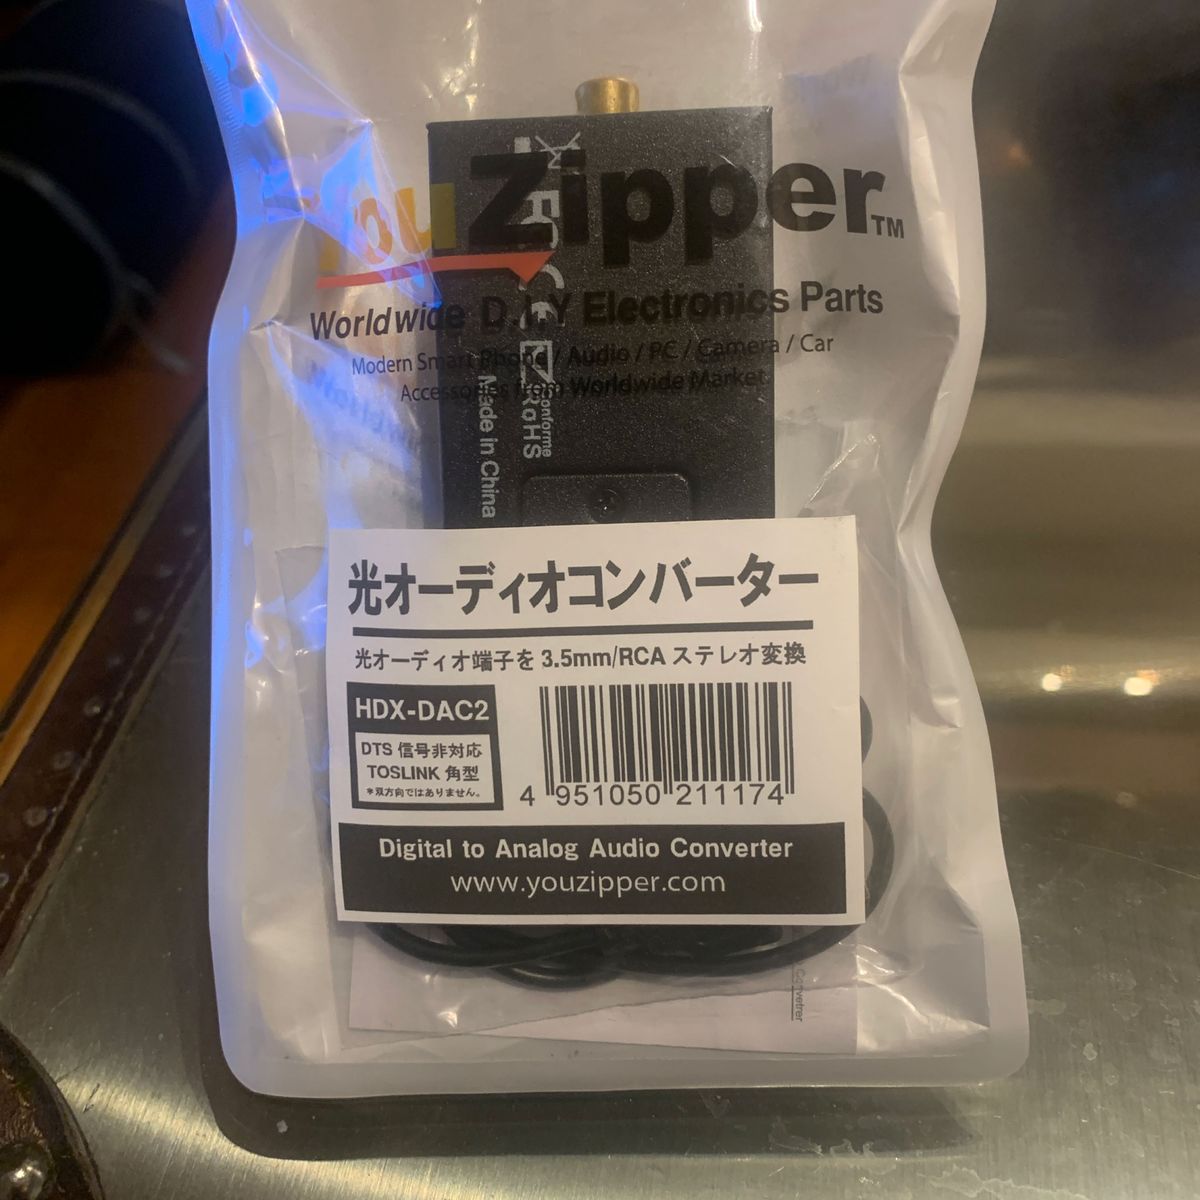 YouZipper™
Worldwide D.I.Y Electronics Parts
Modern Smart Phone / Audio / PC / Camera / Car
Accessories from Worldwide Market
FC CE
conforme
RoHS
Made in China
光オーディオコンバーター
光オーディオ端子を 3.5mm/RCA ステレオ変換
HDX-DAC2
DTS 信号非対応
TOSLINK 角型
*双方向ではありません。
4 951050 211174
Digital to Analog Audio Converter
www.youzipper.com